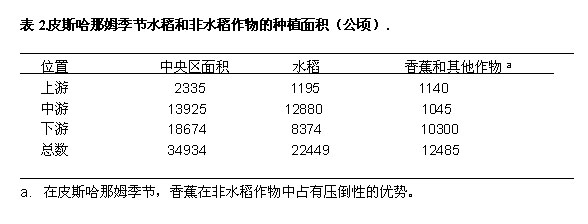 表 2.皮斯哈那姆季节水稻和非水稻作物的种植面积（公顷）.
位置 中央区面积 水稻 香蕉和其他作物 a
上游 2335 1195 1140
中游 13925 12880 1045
下游 18674 8374 10300
总数 34934 22449 12485
a. 在皮斯哈那姆季节，香蕉在非水稻作物中占有压倒性的优势。